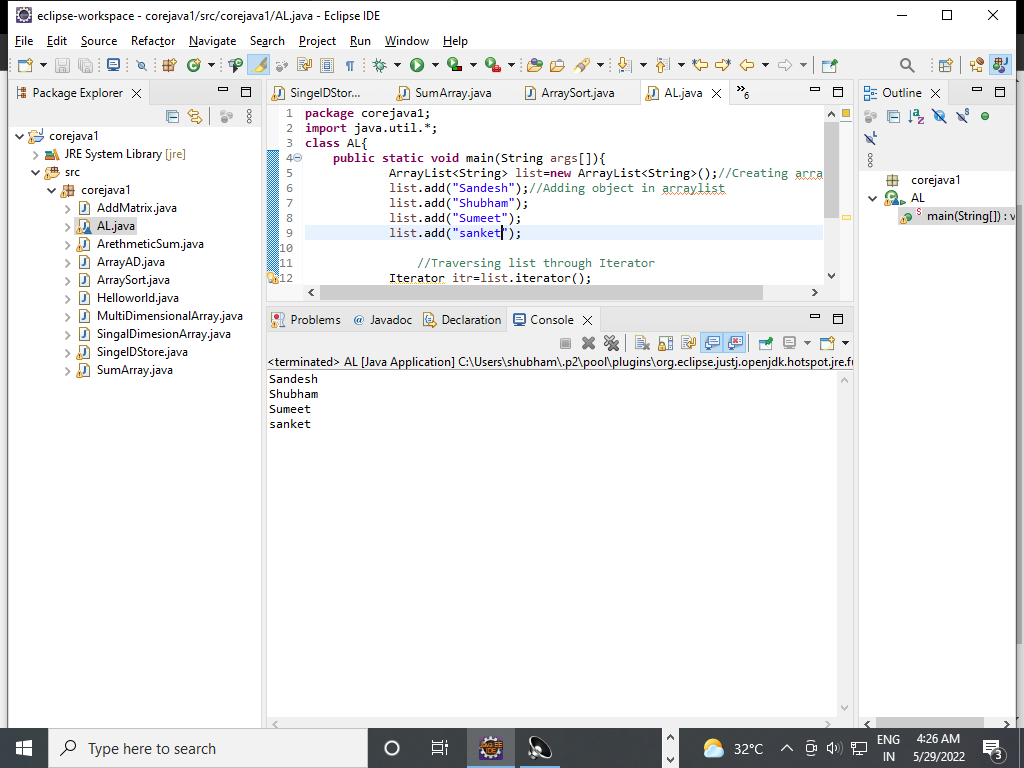 eclipse-workspace - corejava1/src/corejava1/AL.java - Eclipse IDE
File Edit Source Refactor Navigate Search Project Run Window Help
Package Explorer
corejava1
JRE System Library [jre]
src
corejava1
AddMatrix.java
AL.java
ArethmeticSum.java
ArrayAD.java
ArraySort.java
Helloworld.java
MultiDimensionalArray.java
SingalDimesionArray.java
SingelDStore.java
SumArray.java
SingelDStor... SumArray.java ArraySort.java AL.java »6
1 package corejava1;
2 import java.util.*;
3 class AL{
4 public static void main(String args[]){
5 ArrayList<String> list=new ArrayList<String>();//Creating arra
6 list.add("Sandesh");//Adding object in arraylist
7 list.add("Shubham");
8 list.add("Sumeet");
9 list.add("sanket");
10
11 //Traversing list through Iterator
12 Iterator itr=list.iterator();
Problems @ Javadoc Declaration Console
<terminated> AL [Java Application] C:\Users\shubham\.p2\pool\plugins\org.eclipse.justj.openjdk.hotspot.jre.fu
Sandesh
Shubham
Sumeet
sanket
Outline
corejava1
AL
main(String[]) : v
Type here to search
32°C
ENG
IN
4:26 AM
5/29/2022
3